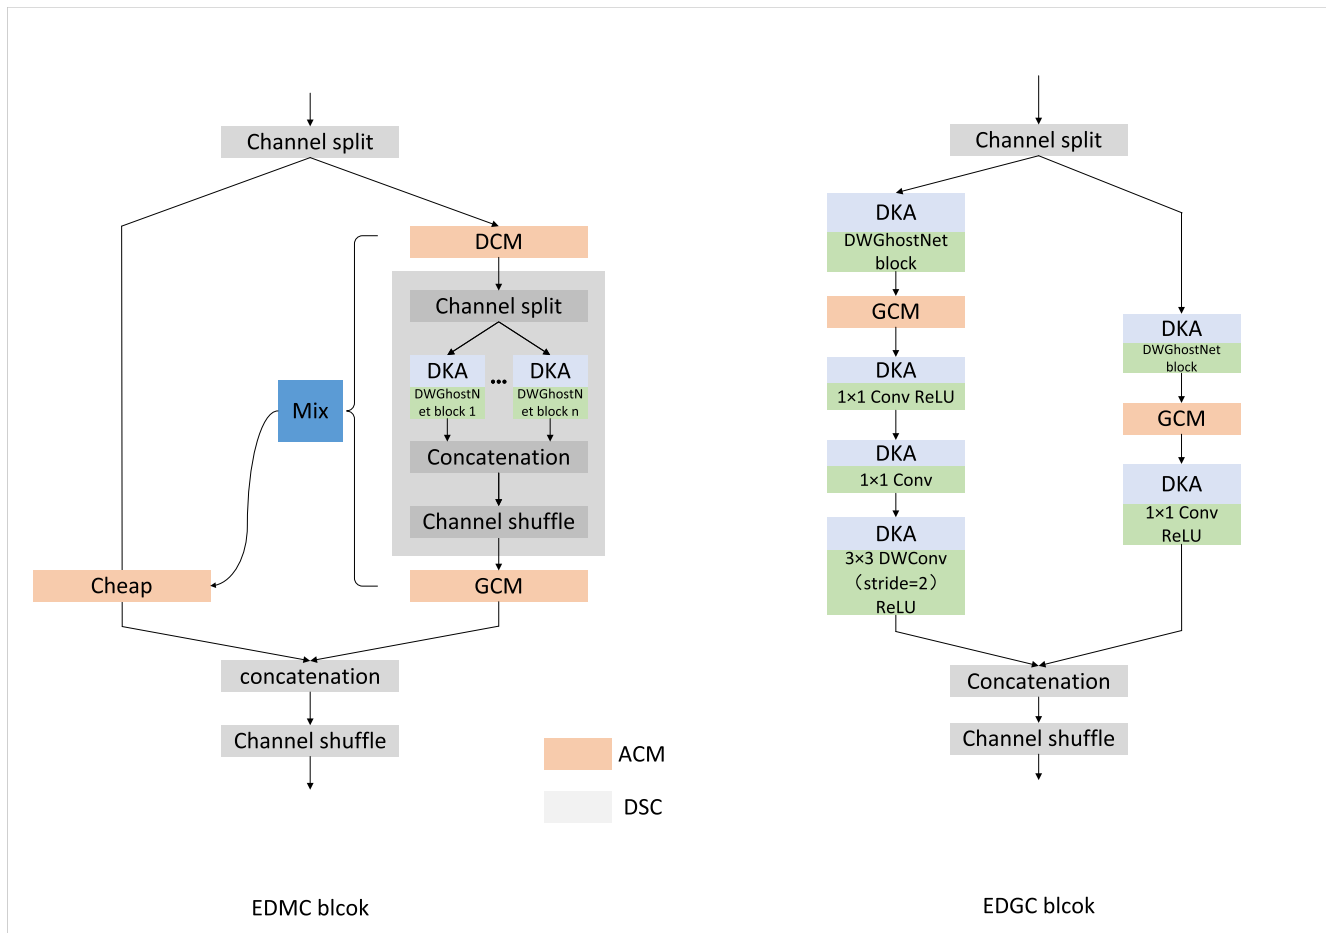 Channel split
DCM
Channel split
DKA
DWGhostN
et block 1
...
DKA
DWGhostN
et block n
Mix
Concatenation
Channel shuffle
Cheap
GCM
concatenation
Channel shuffle
ACM
DSC
EDMC blcok
Channel split
DKA
DWGhostNet
block
GCM
DKA
1×1 Conv ReLU
DKA
1×1 Conv
DKA
3×3 DWConv
（stride=2）
ReLU
DKA
DWGhostNet
block
GCM
DKA
1×1 Conv
ReLU
Concatenation
Channel shuffle
EDGC blcok